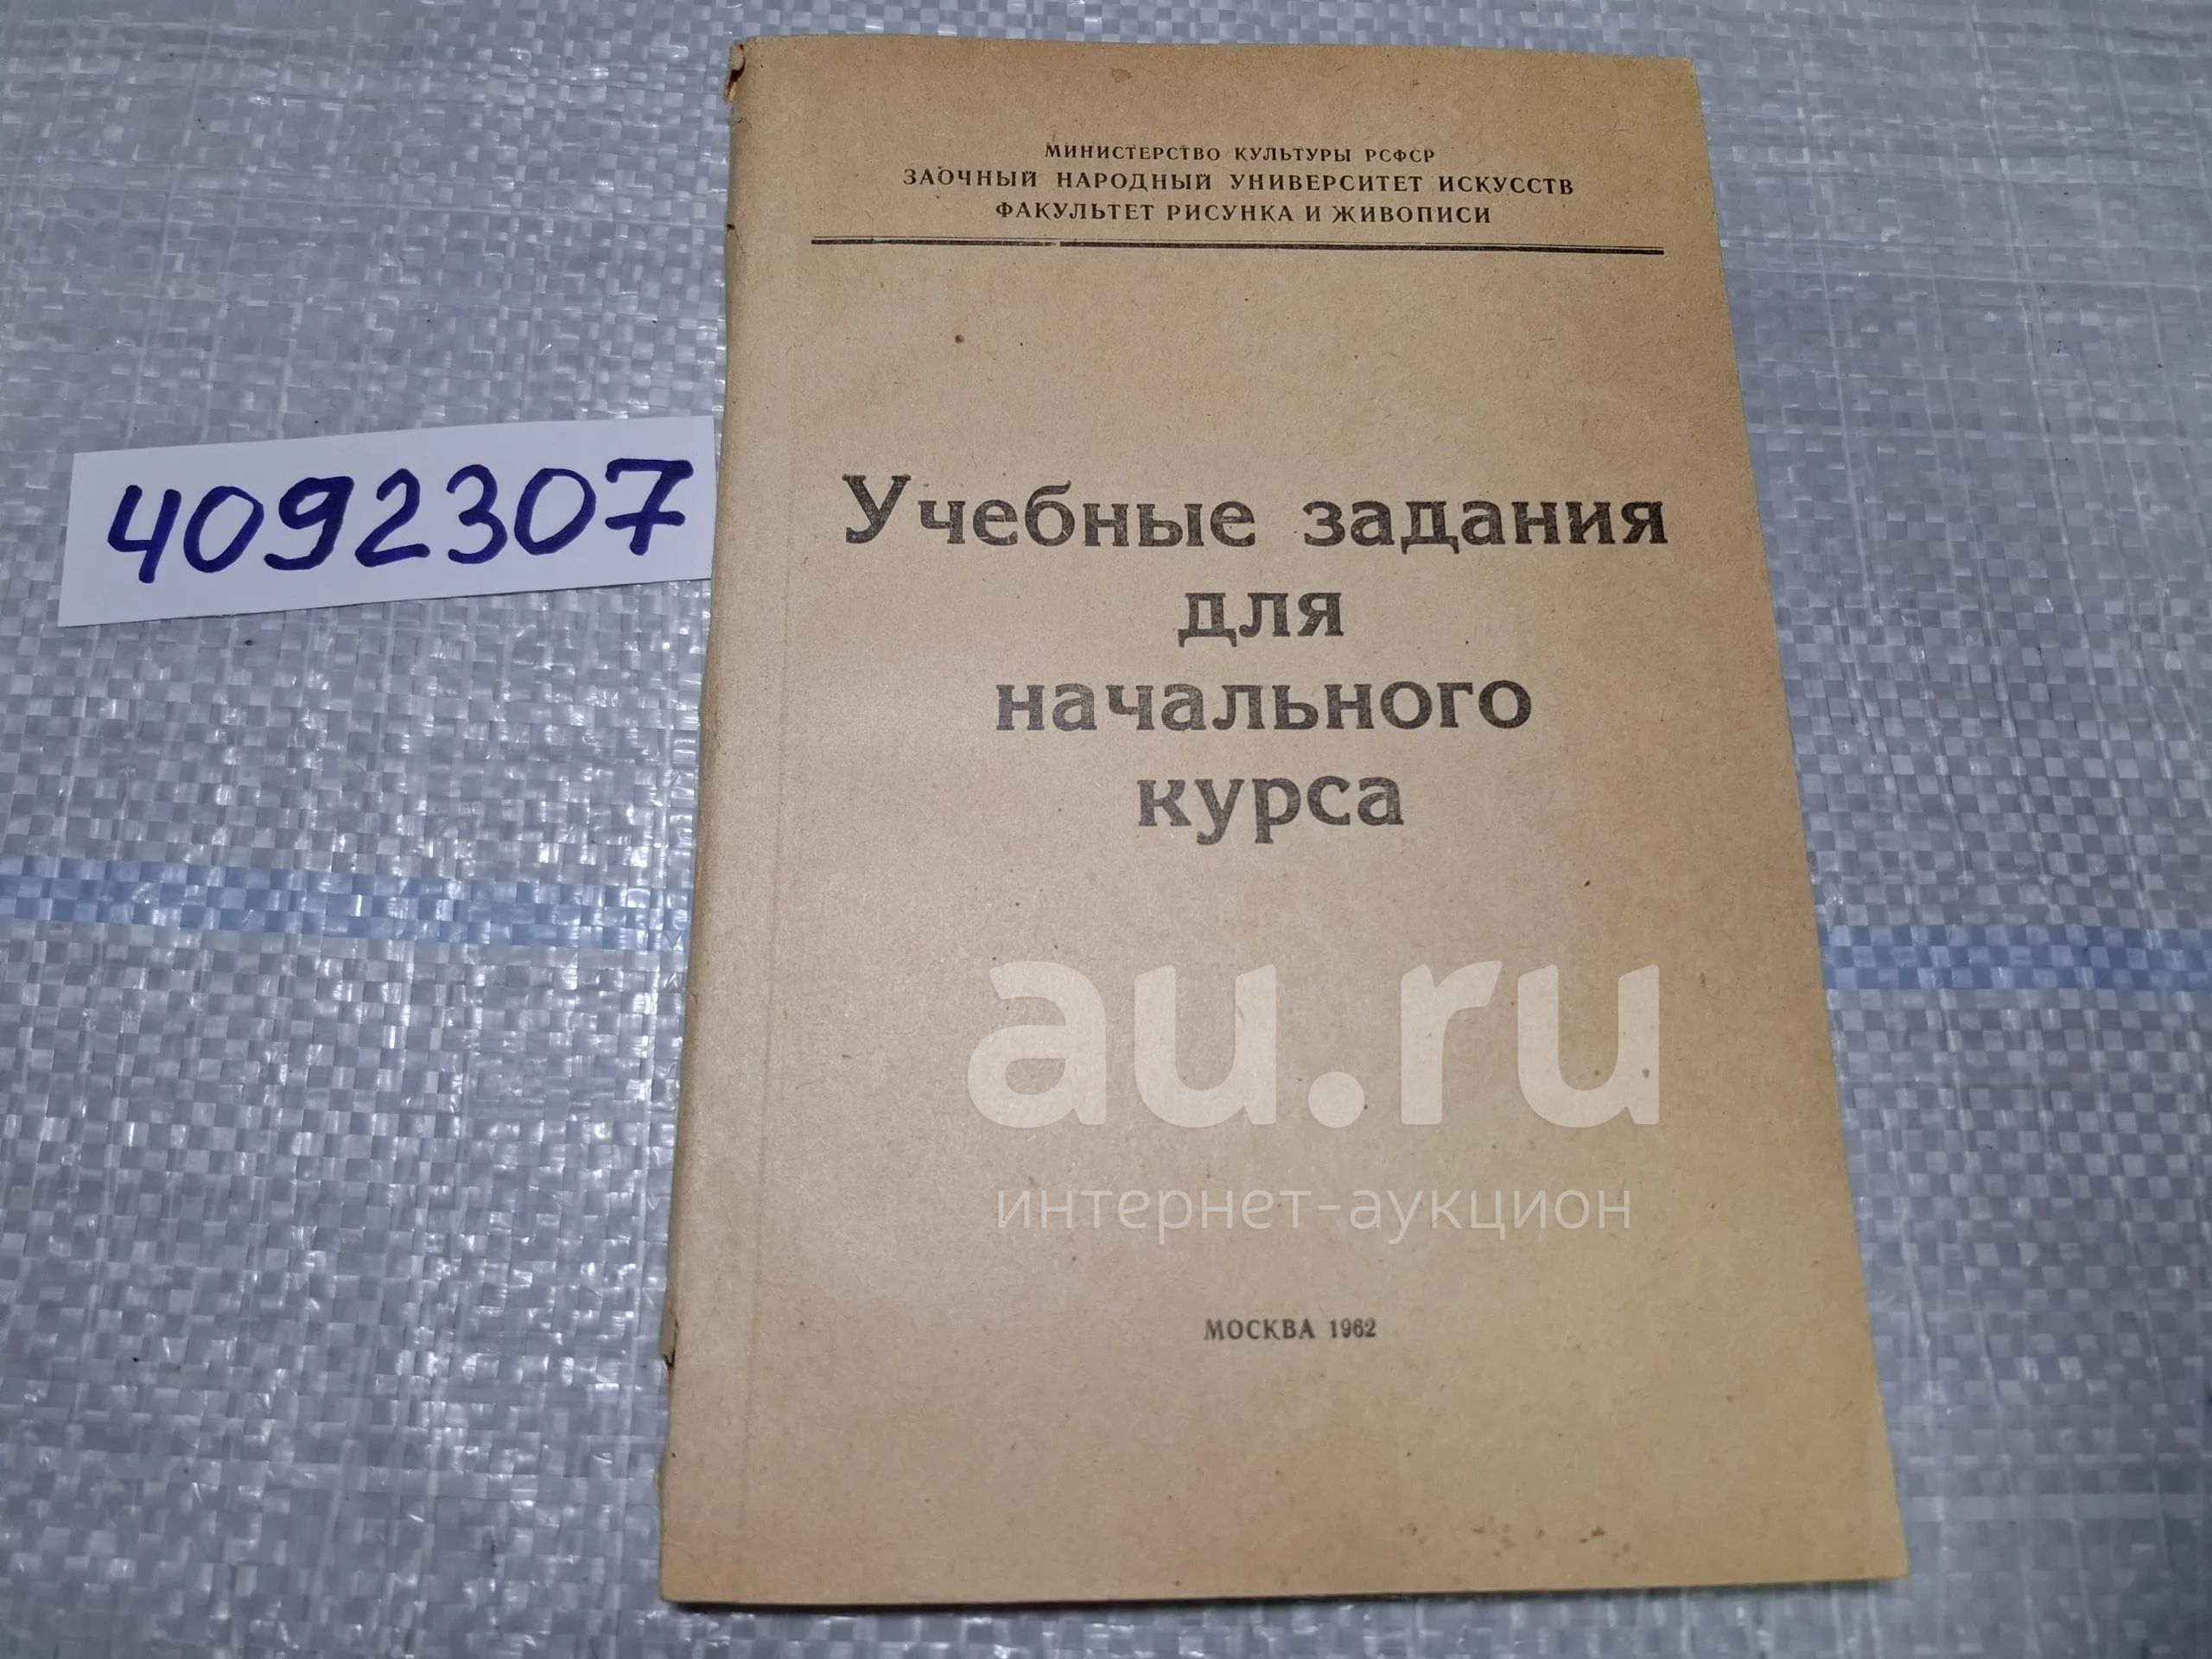 МИНИСТЕРСТВО КУЛЬТУРЫ РСФСР
ЗАОЧНЫЙ НАРОДНЫЙ УНИВЕРСИТЕТ ИСКУССТВ
ФАКУЛЬТЕТ РИСУНКА И ЖИВОПИСИ
4092307
Учебные задания
для
начального
курса
au.ru
интернет-аукцион
МОСКВА 1962